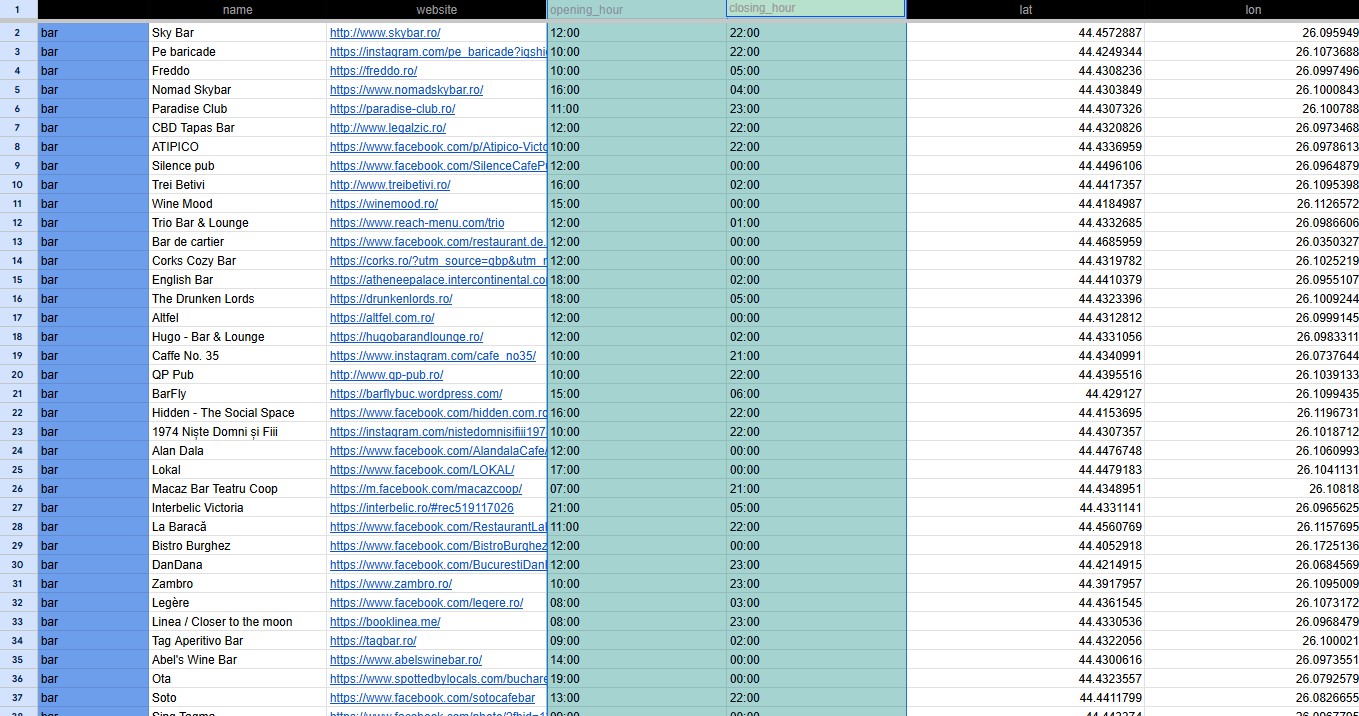 1 name website opening_hour closing_hour lat lon
2 bar Sky Bar http://www.skybar.ro/ 12:00 22:00 44.4572887 26.095949
3 bar Pe baricade https://instagram.com/pe_baricade?igshi 10:00 22:00 44.4249344 26.1073688
4 bar Freddo https://freddo.ro/ 10:00 05:00 44.4308236 26.0997496
5 bar Nomad Skybar https://www.nomadskybar.ro/ 16:00 04:00 44.4303849 26.1000843
6 bar Paradise Club https://paradise-club.ro/ 11:00 23:00 44.4307326 26.100788
7 bar CBD Tapas Bar http://www.legalzic.ro/ 12:00 22:00 44.4320826 26.0973468
8 bar ATIPICO https://www.facebook.com/p/Atipico-Victo 10:00 22:00 44.4336959 26.0978613
9 bar Silence pub https://www.facebook.com/SilenceCafeP 12:00 00:00 44.4496106 26.0964879
10 bar Trei Betivi http://www.treibetivi.ro/ 16:00 02:00 44.4417357 26.1095398
11 bar Wine Mood https://winemood.ro/ 15:00 00:00 44.4184987 26.1126572
12 bar Trio Bar & Lounge https://www.reach-menu.com/trio 12:00 01:00 44.4332685 26.0986606
13 bar Bar de cartier https://www.facebook.com/restaurant.de. 12:00 00:00 44.4685959 26.0350327
14 bar Corks Cozy Bar https://corks.ro/?utm_source=gbp&utm_r 12:00 00:00 44.4319782 26.1025219
15 bar English Bar https://atheneepalace.intercontinental.co 18:00 02:00 44.4410379 26.0955107
16 bar The Drunken Lords https://drunkenlords.ro/ 18:00 05:00 44.4323396 26.1009244
17 bar Altfel https://altfel.com.ro/ 12:00 00:00 44.4312812 26.0999145
18 bar Hugo - Bar & Lounge https://hugobarandlounge.ro/ 12:00 02:00 44.4331056 26.0983311
19 bar Caffe No. 35 https://www.instagram.com/cafe_no35/ 10:00 21:00 44.4340991 26.0737644
20 bar QP Pub http://www.qp-pub.ro/ 10:00 22:00 44.4395516 26.1039133
21 bar BarFly https://barflybuc.wordpress.com/ 15:00 06:00 44.429127 26.1099435
22 bar Hidden - The Social Space https://www.facebook.com/hidden.com.ro 16:00 22:00 44.4153695 26.1196731
23 bar 1974 Niște Domni și Fiii https://instagram.com/nistedomnisifiii197 10:00 22:00 44.4307357 26.1018712
24 bar Alan Dala https://www.facebook.com/AlandalaCafe/ 12:00 00:00 44.4476748 26.1060993
25 bar Lokal https://www.facebook.com/LOKAL/ 17:00 00:00 44.4479183 26.1041131
26 bar Macaz Bar Teatru Coop https://m.facebook.com/macazcoop/ 07:00 21:00 44.4348951 26.10818
27 bar Interbelic Victoria https://interbelic.ro/#rec519117026 21:00 05:00 44.4331141 26.0965625
28 bar La Baracă https://www.facebook.com/RestaurantLal 11:00 22:00 44.4560769 26.1157695
29 bar Bistro Burghez https://www.facebook.com/BistroBurghez 12:00 00:00 44.4052918 26.1725136
30 bar DanDana https://www.facebook.com/BucurestiDanl 12:00 23:00 44.4214915 26.0684569
31 bar Zambro https://www.zambro.ro/ 10:00 23:00 44.3917957 26.1095009
32 bar Legère https://www.facebook.com/legere.ro/ 08:00 03:00 44.4361545 26.1073172
33 bar Linea / Closer to the moon https://booklinea.me/ 08:00 23:00 44.4330536 26.0968479
34 bar Tag Aperitivo Bar https://tagbar.ro/ 09:00 02:00 44.4322056 26.100021
35 bar Abel's Wine Bar https://www.abelswinebar.ro/ 14:00 00:00 44.4300616 26.0973551
36 bar Ota https://www.spottedbylocals.com/buchare 19:00 00:00 44.4323557 26.0792579
37 bar Soto https://www.facebook.com/sotocafebar 13:00 22:00 44.4411799 26.0826655